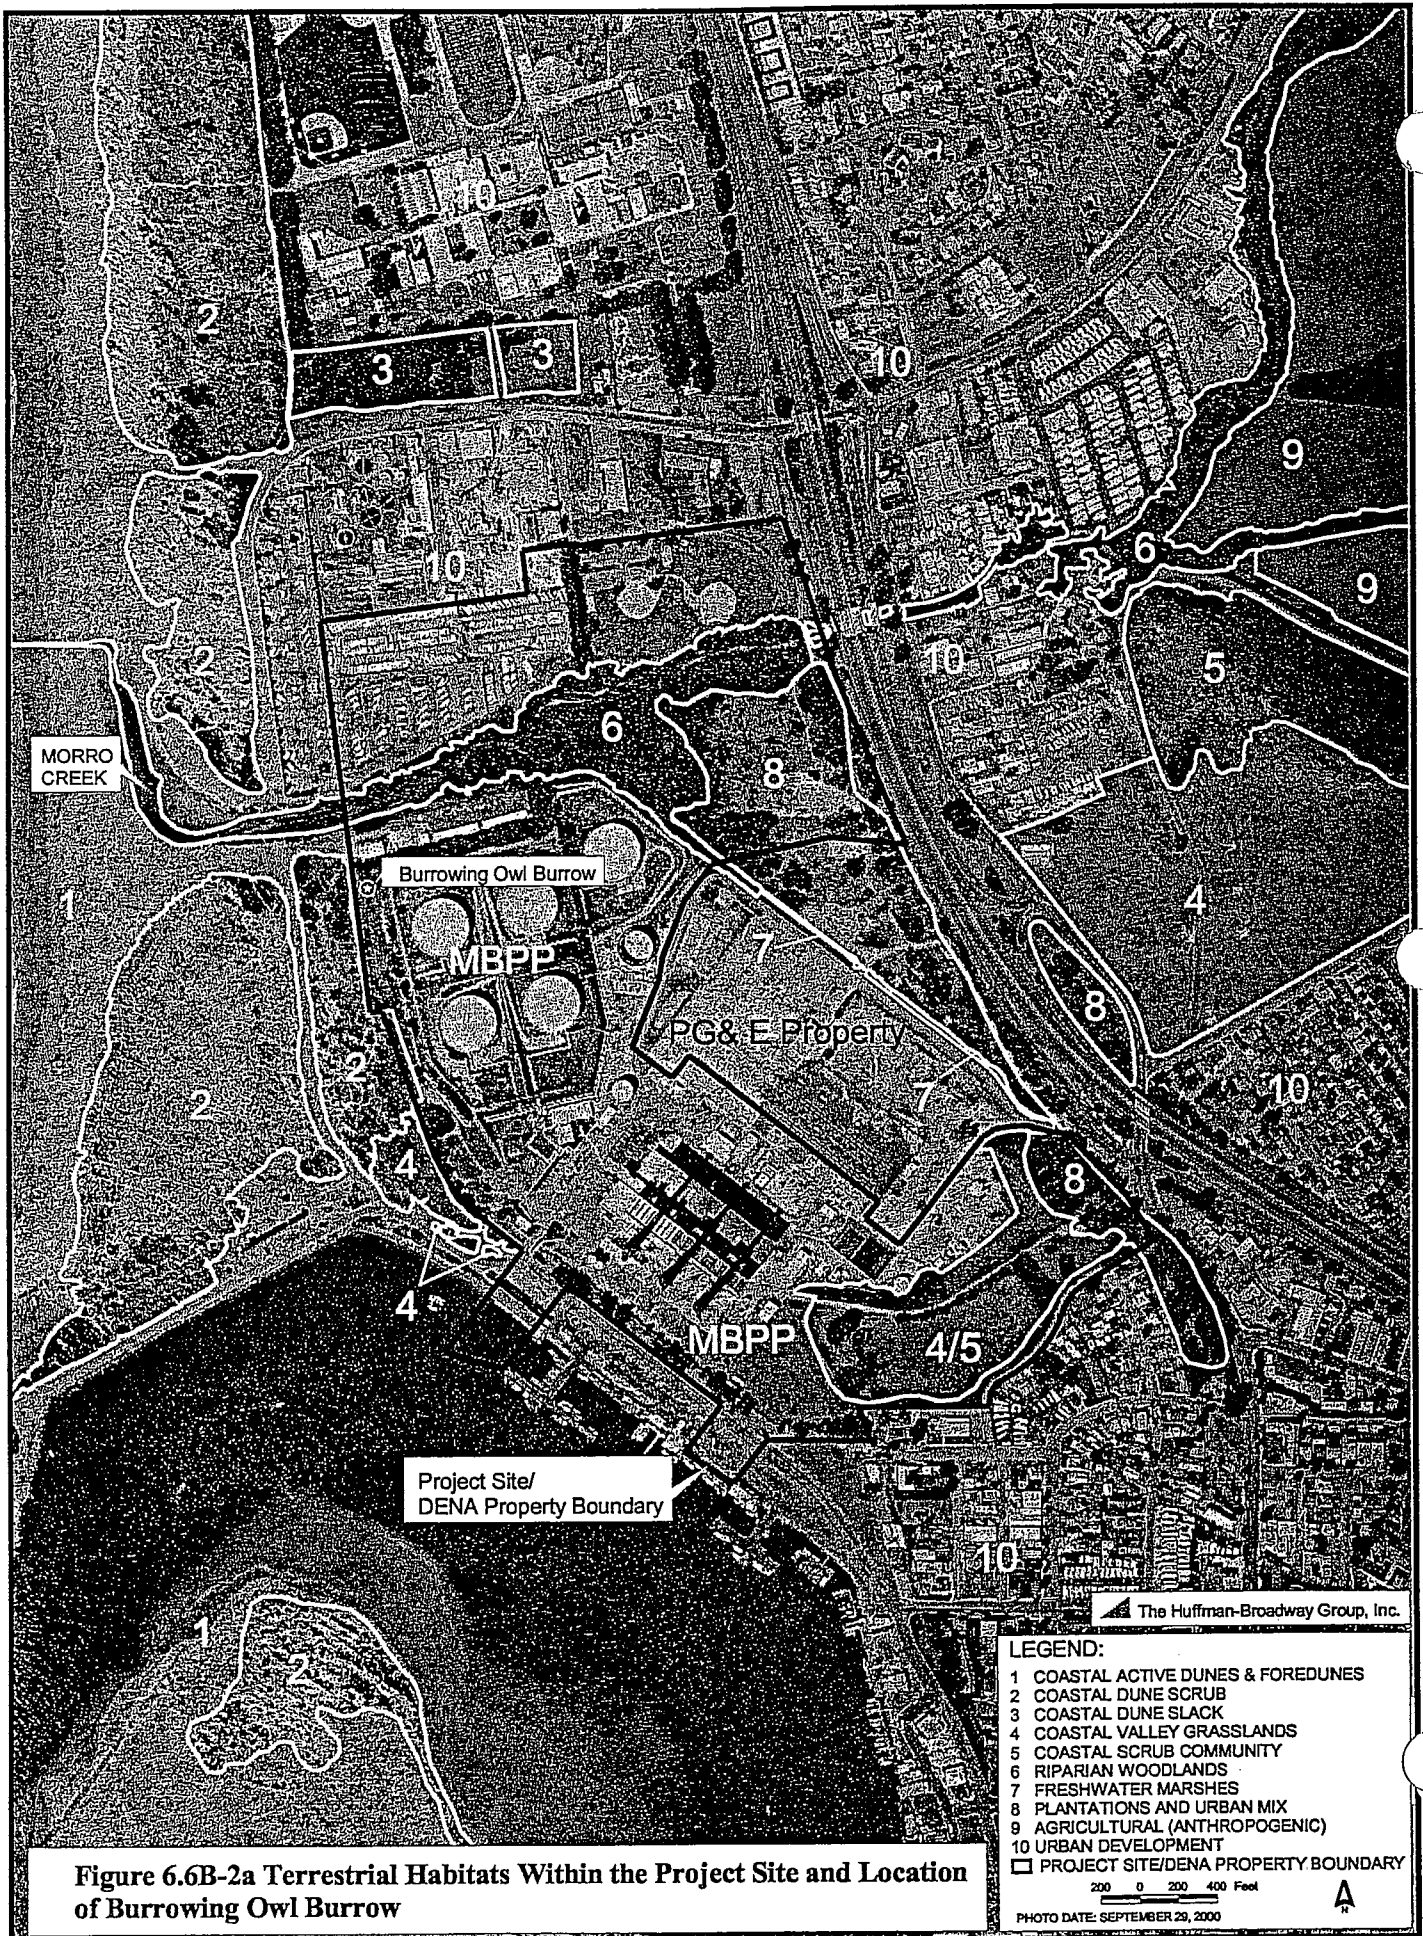 10
2
3
3
10
9
10
6
9
10
2
5
6
8
MORRO
CREEK
Burrowing Owl Burrow
1
4
MBPP
7
8
PG& E Property
2
2
7
10
4
8
4
MBPP
4/5
Project Site/
DENA Property Boundary
10
1
2
The Huffman-Broadway Group, Inc.
LEGEND:
1 COASTAL ACTIVE DUNES & FOREDUNES
2 COASTAL DUNE SCRUB
3 COASTAL DUNE SLACK
4 COASTAL VALLEY GRASSLANDS
5 COASTAL SCRUB COMMUNITY
6 RIPARIAN WOODLANDS
7 FRESHWATER MARSHES
8 PLANTATIONS AND URBAN MIX
9 AGRICULTURAL (ANTHROPOGENIC)
10 URBAN DEVELOPMENT
PROJECT SITE/DENA PROPERTY BOUNDARY
200 0 200 400 Feet
N
PHOTO DATE: SEPTEMBER 29, 2000
Figure 6.6B-2a Terrestrial Habitats Within the Project Site and Location
of Burrowing Owl Burrow